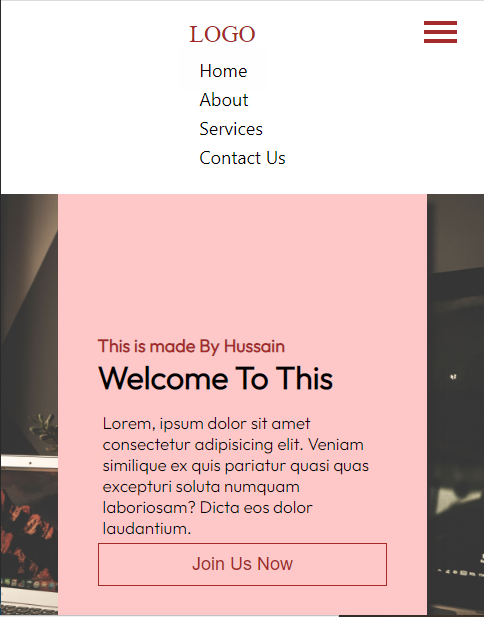 LOGO
Home
About
Services
Contact Us
This is made By Hussain
Welcome To This
Lorem, ipsum dolor sit amet
consectetur adipisicing elit. Veniam
similique ex quis pariatur quasi quas
excepturi soluta numquam
laboriosam? Dicta eos dolor
laudantium.
Join Us Now